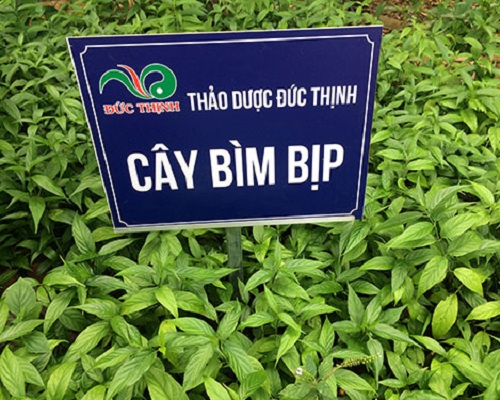 ĐỨC THỊNH
THẢO DƯỢC ĐỨC THỊNH
CÂY BÌM BỊP